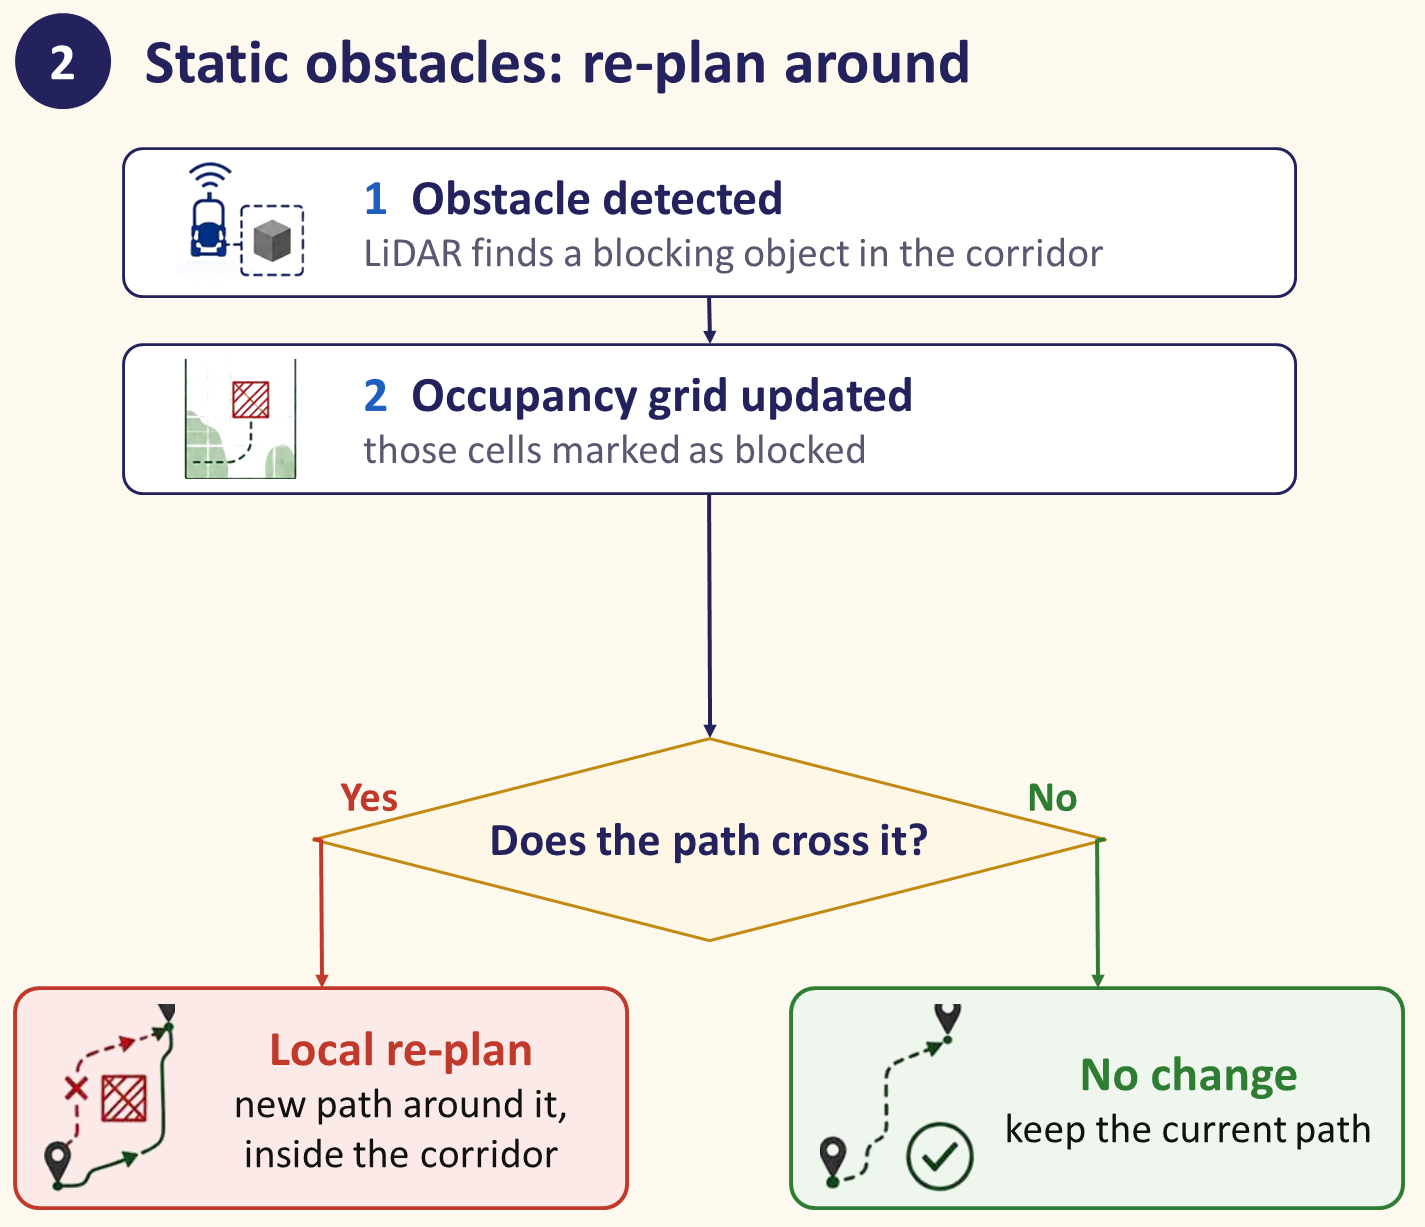 2 Static obstacles: re-plan around
1 Obstacle detected
LiDAR finds a blocking object in the corridor
2 Occupancy grid updated
those cells marked as blocked
Yes
No
Does the path cross it?
Local re-plan
new path around it,
inside the corridor
No change
keep the current path